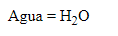 Agua = H₂O